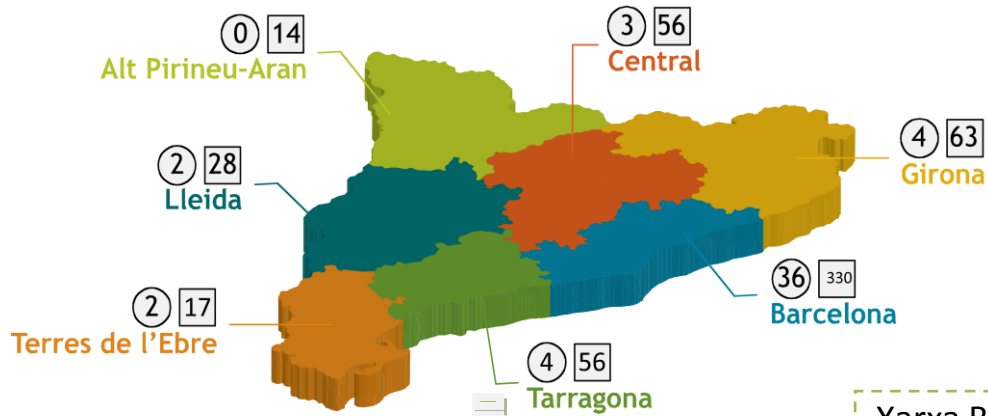 0 14
Alt Pirineu-Aran
3 56
Central
4 63
Girona
2 28
Lleida
36 330
Barcelona
2 17
Terres de l'Ebre
4 56
Tarragona
Xarxa